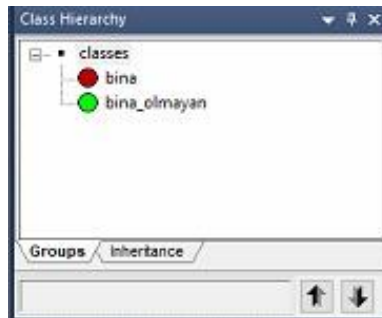 Class Hierarchy
classes
bina
bina_olmayan
Groups
Inheritance